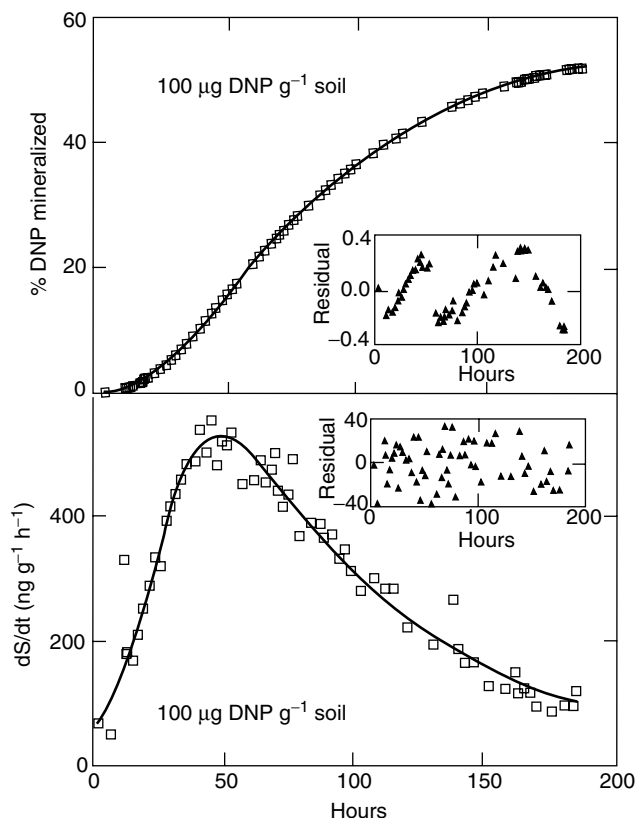 60
100 μg DNP g⁻¹ soil
40
% DNP mineralized
20
0
0.4
Residual
0.0
−0.4
0 100 200
Hours
40
Residual
0
−40
0 100 200
Hours
400
dS/dt (ng g⁻¹ h⁻¹)
200
100 μg DNP g⁻¹ soil
0
0 50 100 150 200
Hours